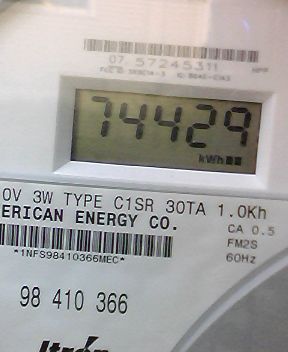 07 57245311
74429
kWh
0V 3W TYPE C1SR 30TA 1.0Kh
ERICAN ENERGY CO.
CA 0.5
FM2S
*1NFS98410366MEC*
60Hz
98 410 366
Itrón